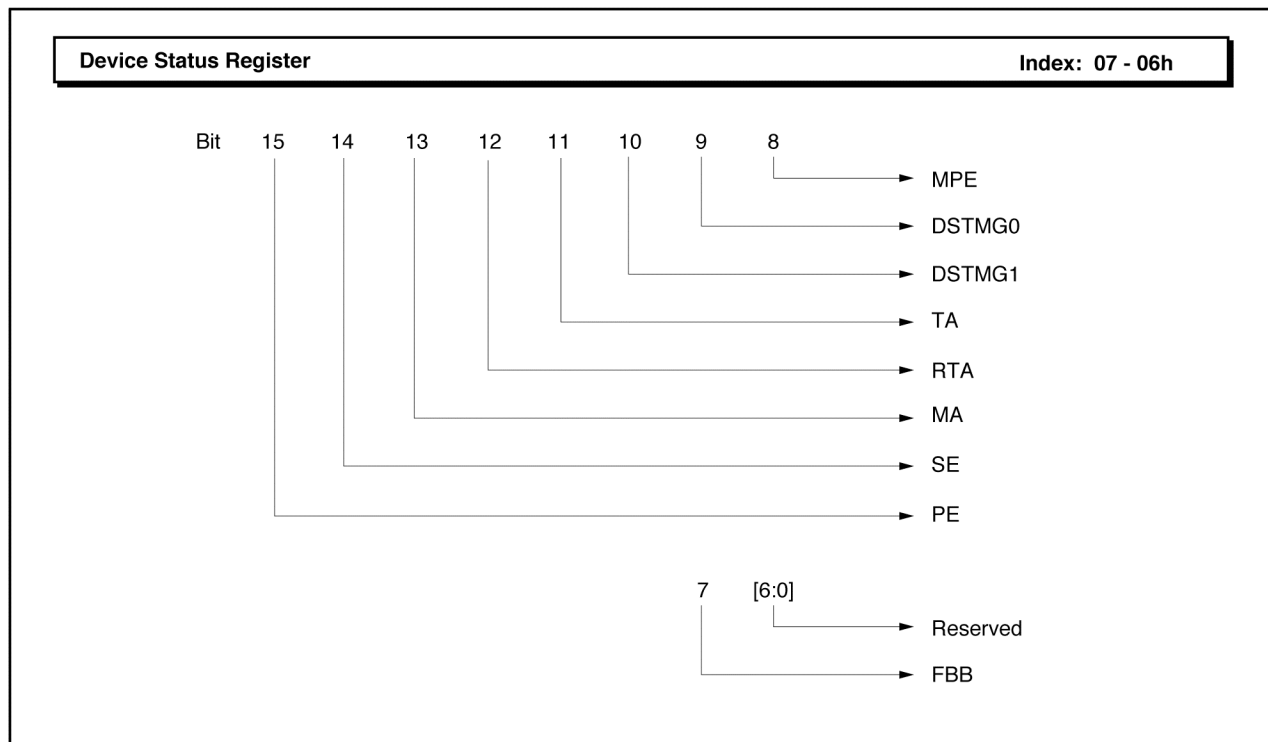 Device Status Register Index: 07 - 06h
Bit 15 14 13 12 11 10 9 8
MPE
DSTMG0
DSTMG1
TA
RTA
MA
SE
PE
7 [6:0]
Reserved
FBB